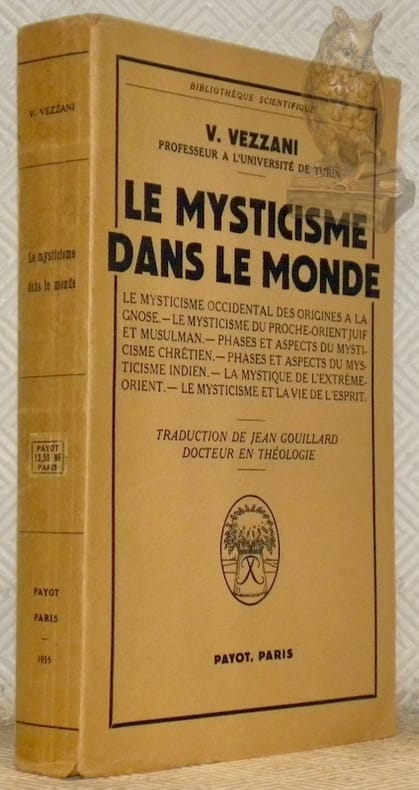 V. VEZZANI
Le mysticisme
dans le monde
PAYOT
13,50 NF
PARIS
PAYOT
PARIS
—
1955
BIBLIOTHÈQUE SCIENTIFIQUE
V. VEZZANI
PROFESSEUR A L'UNIVERSITÉ DE TURIN
LE MYSTICISME
DANS LE MONDE
LE MYSTICISME OCCIDENTAL DES ORIGINES A LA
GNOSE.—LE MYSTICISME DU PROCHE-ORIENT JUIF
ET MUSULMAN.— PHASES ET ASPECTS DU MYSTI-
CISME CHRÉTIEN.— PHASES ET ASPECTS DU MYS-
TICISME INDIEN.— LA MYSTIQUE DE L'EXTRÊME-
ORIENT.— LE MYSTICISME ET LA VIE DE L'ESPRIT.
TRADUCTION DE JEAN GOUILLARD
DOCTEUR EN THÉOLOGIE
PAYOT, PARIS